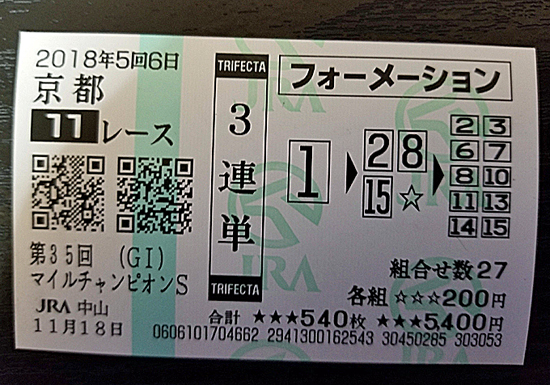 2018年5回6日
京都
11レース
第35回 (GI)
マイルチャンピオンS
JRA 中山
11月18日
TRIFECTA
3連単
TRIFECTA
フォーメーション
1▶2 8 15 ☆▶2 3 6 7 8 10 11 13 14 15
組合せ数27
各組 ☆☆☆200円
合計 ★★★540枚 ★★★5,400円
0606101704662 2941300162543 30450285 303053
JRA
JRA